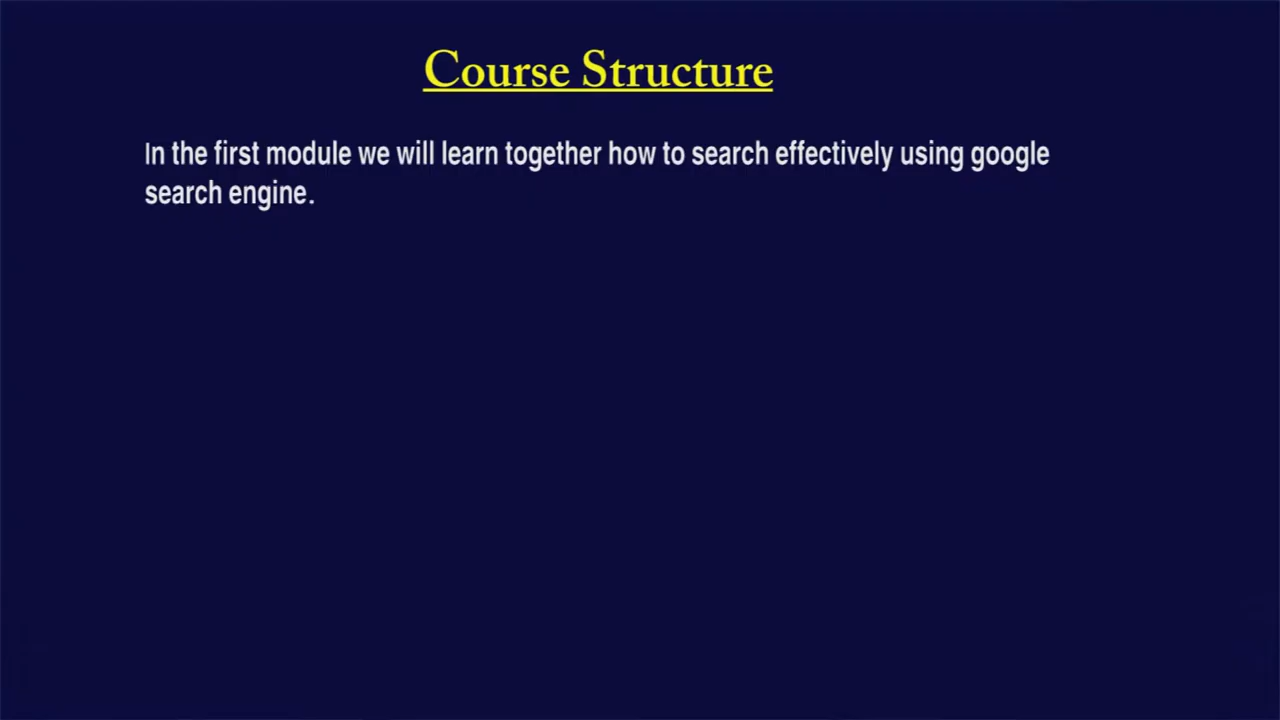 Course Structure
In the first module we will learn together how to search effectively using google
search engine.